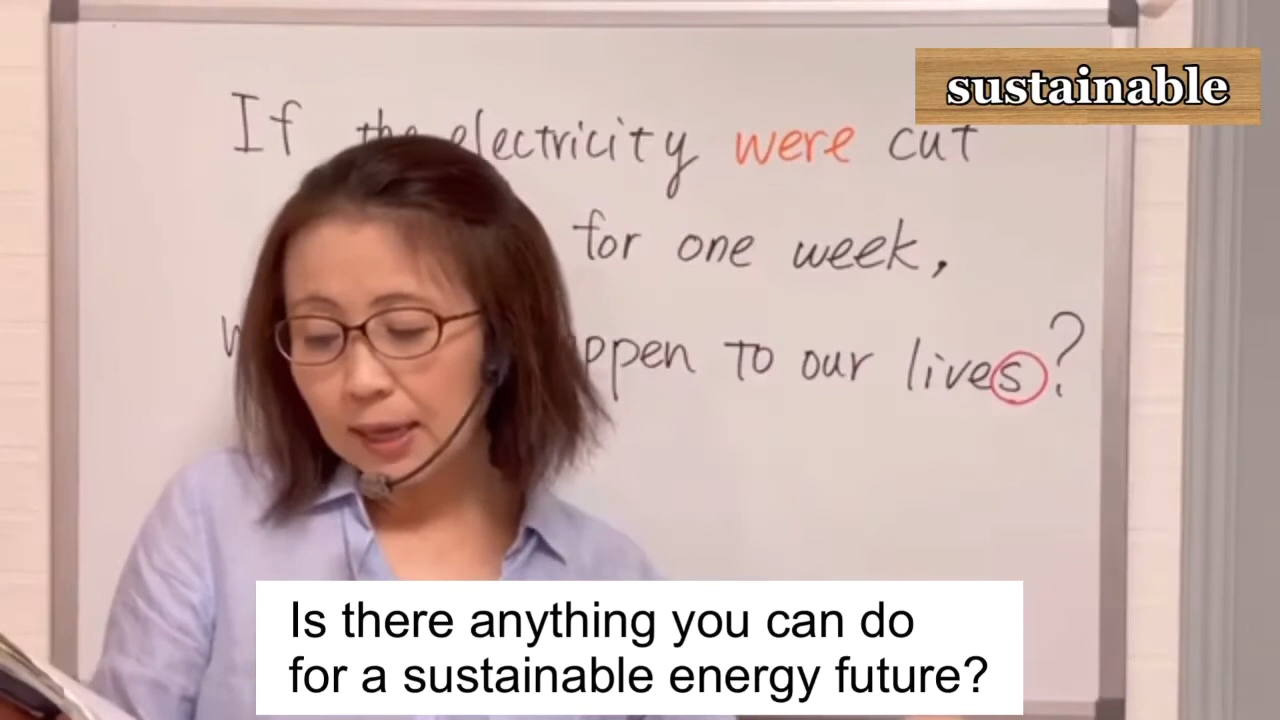 sustainable
If the electricity were cut
for one week,
to our lives?
Is there anything you can do
for a sustainable energy future?